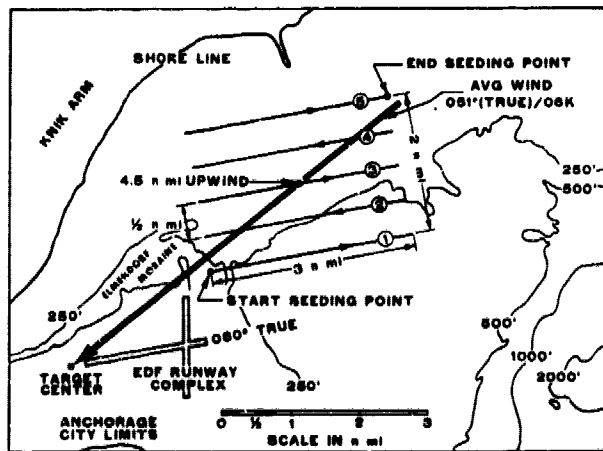 SHORE LINE
KNIK ARM
END SEEDING POINT
AVG WIND
051°(TRUE)/06K
5
4
3
2
1
2 n mi
4.5 n mi UPWIND
½ n mi
3 n mi
250'
500'
ELMENDORF MORAINE
START SEEDING POINT
250'
060° TRUE
TARGET
CENTER
EDF RUNWAY
COMPLEX
250'
500'
1000'
2000'
ANCHORAGE
CITY LIMITS
0 ½ 1 2 3
SCALE IN n mi